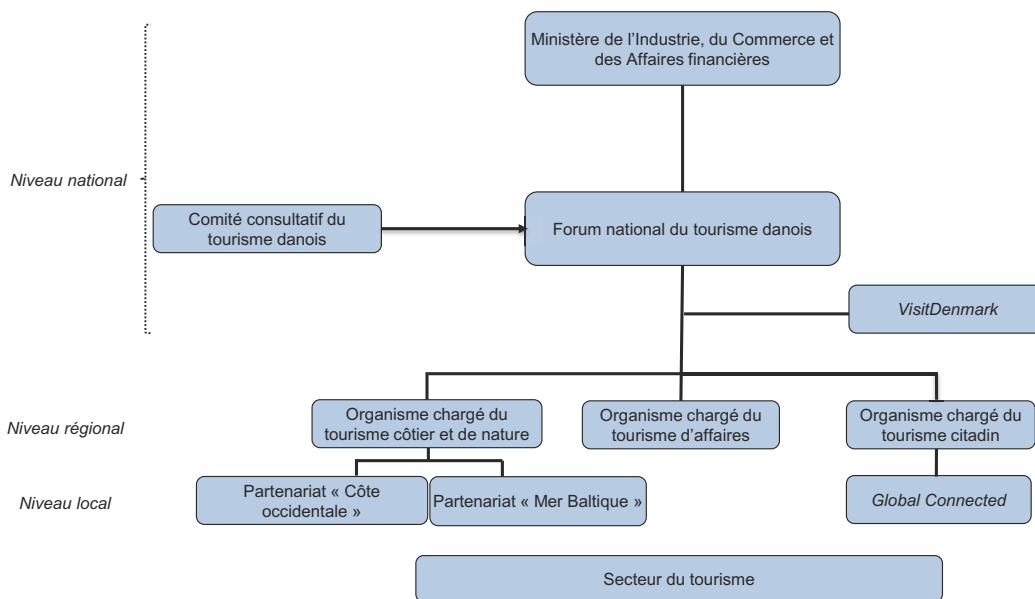 Ministère de l’Industrie, du Commerce et
des Affaires financières
Niveau national
Comité consultatif du
tourisme danois
Forum national du tourisme danois
VisitDenmark
Niveau régional
Organisme chargé du
tourisme côtier et de nature
Organisme chargé du
tourisme d’affaires
Organisme chargé du
tourisme citadin
Niveau local
Partenariat « Côte
occidentale »
Partenariat « Mer Baltique »
Global Connected
Secteur du tourisme